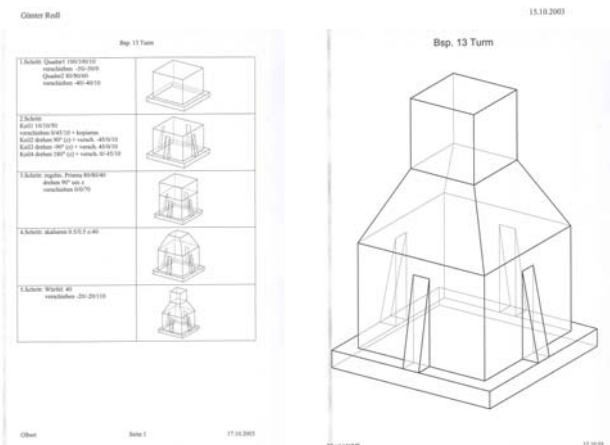 Günter Redl
15.10.2003
Bsp. 13 Turm
1.Schritt: Quader1 100/100/10
verschieben -50/-50/0
Quader2 80/80/60
verschieben -40/-40/10
2.Schritt:
Keil1 10/10/50
verschieben 0/45/10 + kopieren
Keil2 drehen 90° (z) + versch. -45/0/10
Keil3 drehen -90° (z) + versch. 45/0/10
Keil4 drehen 180° (z) + versch. 0/-45/10
3.Schritt: regelm. Prisma 80/80/40
drehen 90° um z
verschieben 0/0/70
4.Schritt: skalieren 0.5/0.5 z:40
5.Schritt: Würfel: 40
verschieben -20/-20/110
Seite 1
17.10.2003
Bsp. 13 Turm